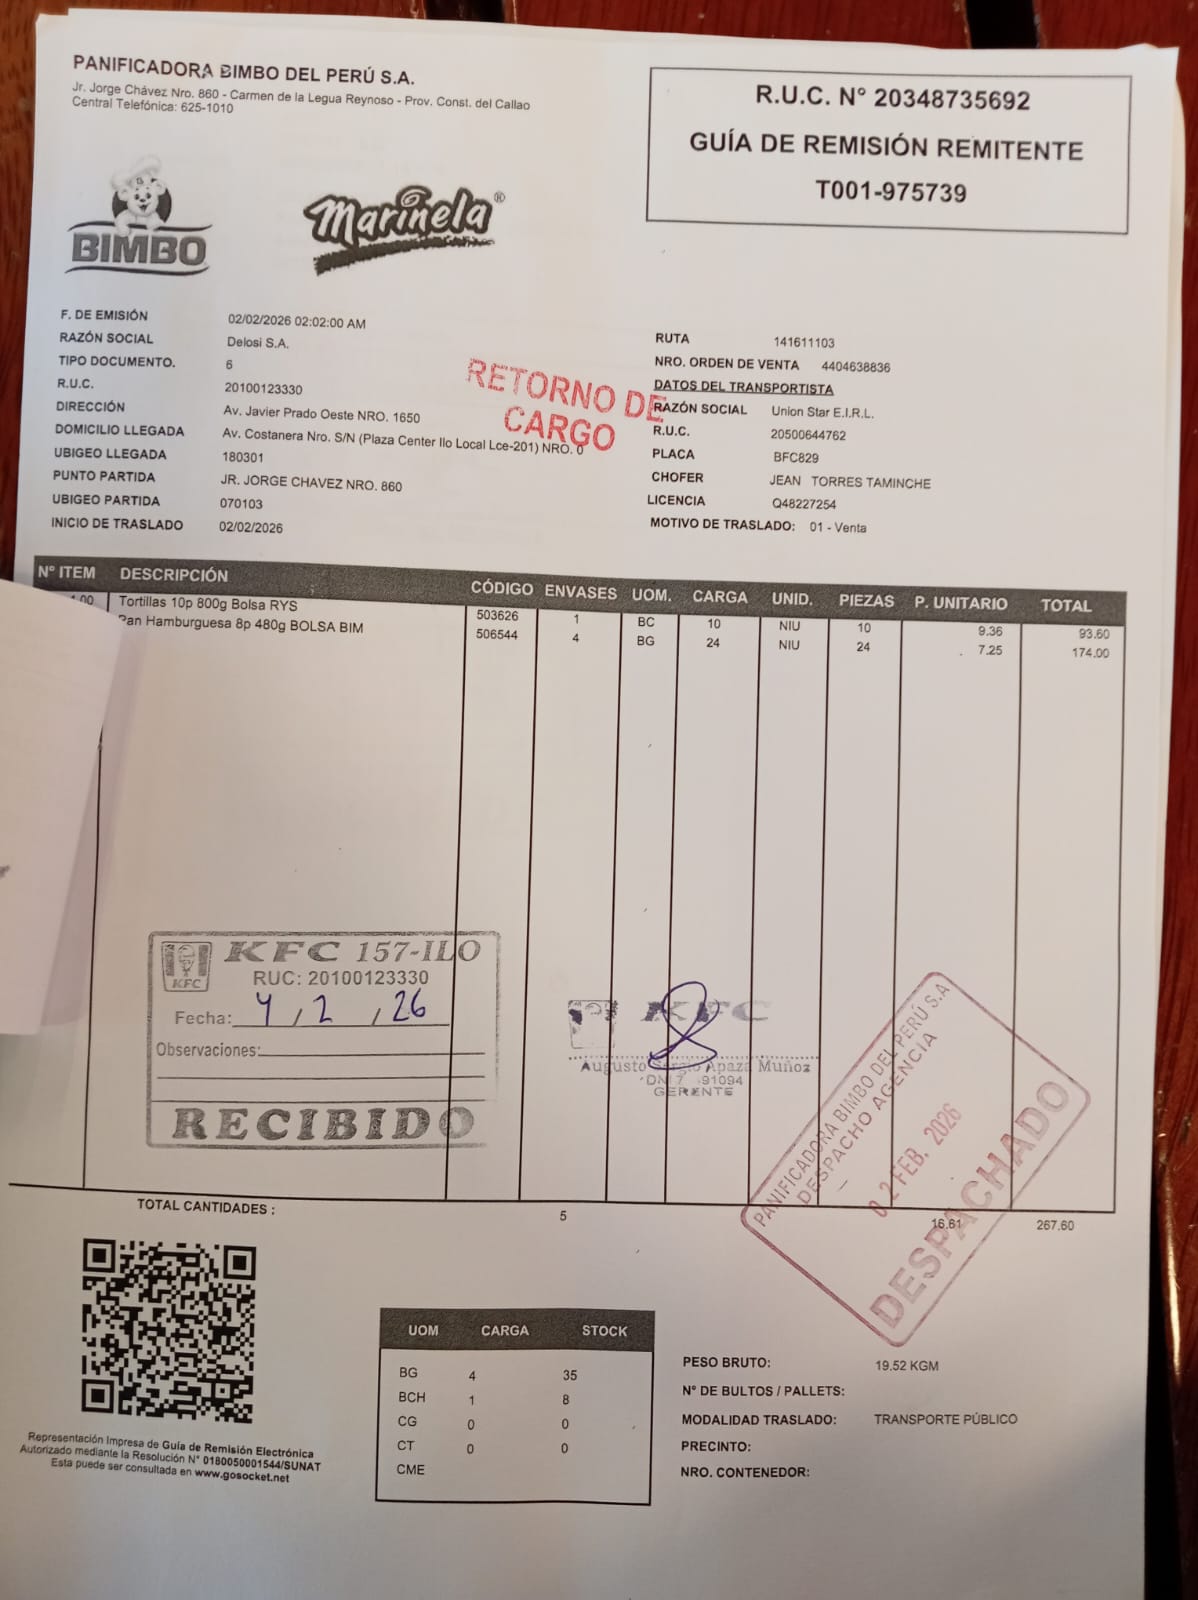 PANIFICADORA BIMBO DEL PERÚ S.A.
Jr. Jorge Chávez Nro. 860 - Carmen de la Legua Reynoso - Prov. Const. del Callao
Central Telefónica: 625-1010
R.U.C. N° 20348735692
GUÍA DE REMISIÓN REMITENTE
T001-975739
BIMBO
Marinela®
F. DE EMISIÓN 02/02/2026 02:02:00 AM
RAZÓN SOCIAL Delosi S.A.
TIPO DOCUMENTO. 6
R.U.C. 20100123330
DIRECCIÓN Av. Javier Prado Oeste NRO. 1650
DOMICILIO LLEGADA Av. Costanera Nro. S/N (Plaza Center Ilo Local Lce-201) NRO. 0
UBIGEO LLEGADA 180301
PUNTO PARTIDA JR. JORGE CHAVEZ NRO. 860
UBIGEO PARTIDA 070103
INICIO DE TRASLADO 02/02/2026
RETORNO DE
CARGO
RUTA 141611103
NRO. ORDEN DE VENTA 4404638836
DATOS DEL TRANSPORTISTA
RAZÓN SOCIAL Union Star E.I.R.L.
R.U.C. 20500644762
PLACA BFC829
CHOFER JEAN TORRES TAMINCHE
LICENCIA Q48227254
MOTIVO DE TRASLADO: 01 - Venta
N° ITEM DESCRIPCIÓN CÓDIGO ENVASES UOM. CARGA UNID. PIEZAS P. UNITARIO TOTAL
Tortillas 10p 800g Bolsa RYS 503626 1 BC 10 NIU 10 9.36 93.60
Pan Hamburguesa 8p 480g BOLSA BIM 506544 4 BG 24 NIU 24 7.25 174.00
KFC 157-ILO
KFC
RUC: 20100123330
Fecha: 4 / 2 / 26
Observaciones:
RECIBIDO
KFC
Augusto Sergio Apaza Muñoz
GERENTE
PANIFICADORA BIMBO DEL PERÚ S.A
DESPACHO AGENCIA
02 FEB. 2026
DESPACHADO
TOTAL CANTIDADES : 5 16.61 267.60
UOM CARGA STOCK
BG 4 35
BCH 1 8
CG 0 0
CT 0 0
CME
PESO BRUTO: 19.52 KGM
N° DE BULTOS / PALLETS:
MODALIDAD TRASLADO: TRANSPORTE PÚBLICO
PRECINTO:
NRO. CONTENEDOR:
Representación Impresa de Guía de Remisión Electrónica
Autorizado mediante la Resolución N° 0180050001544/SUNAT
Esta puede ser consultada en www.gosocket.net